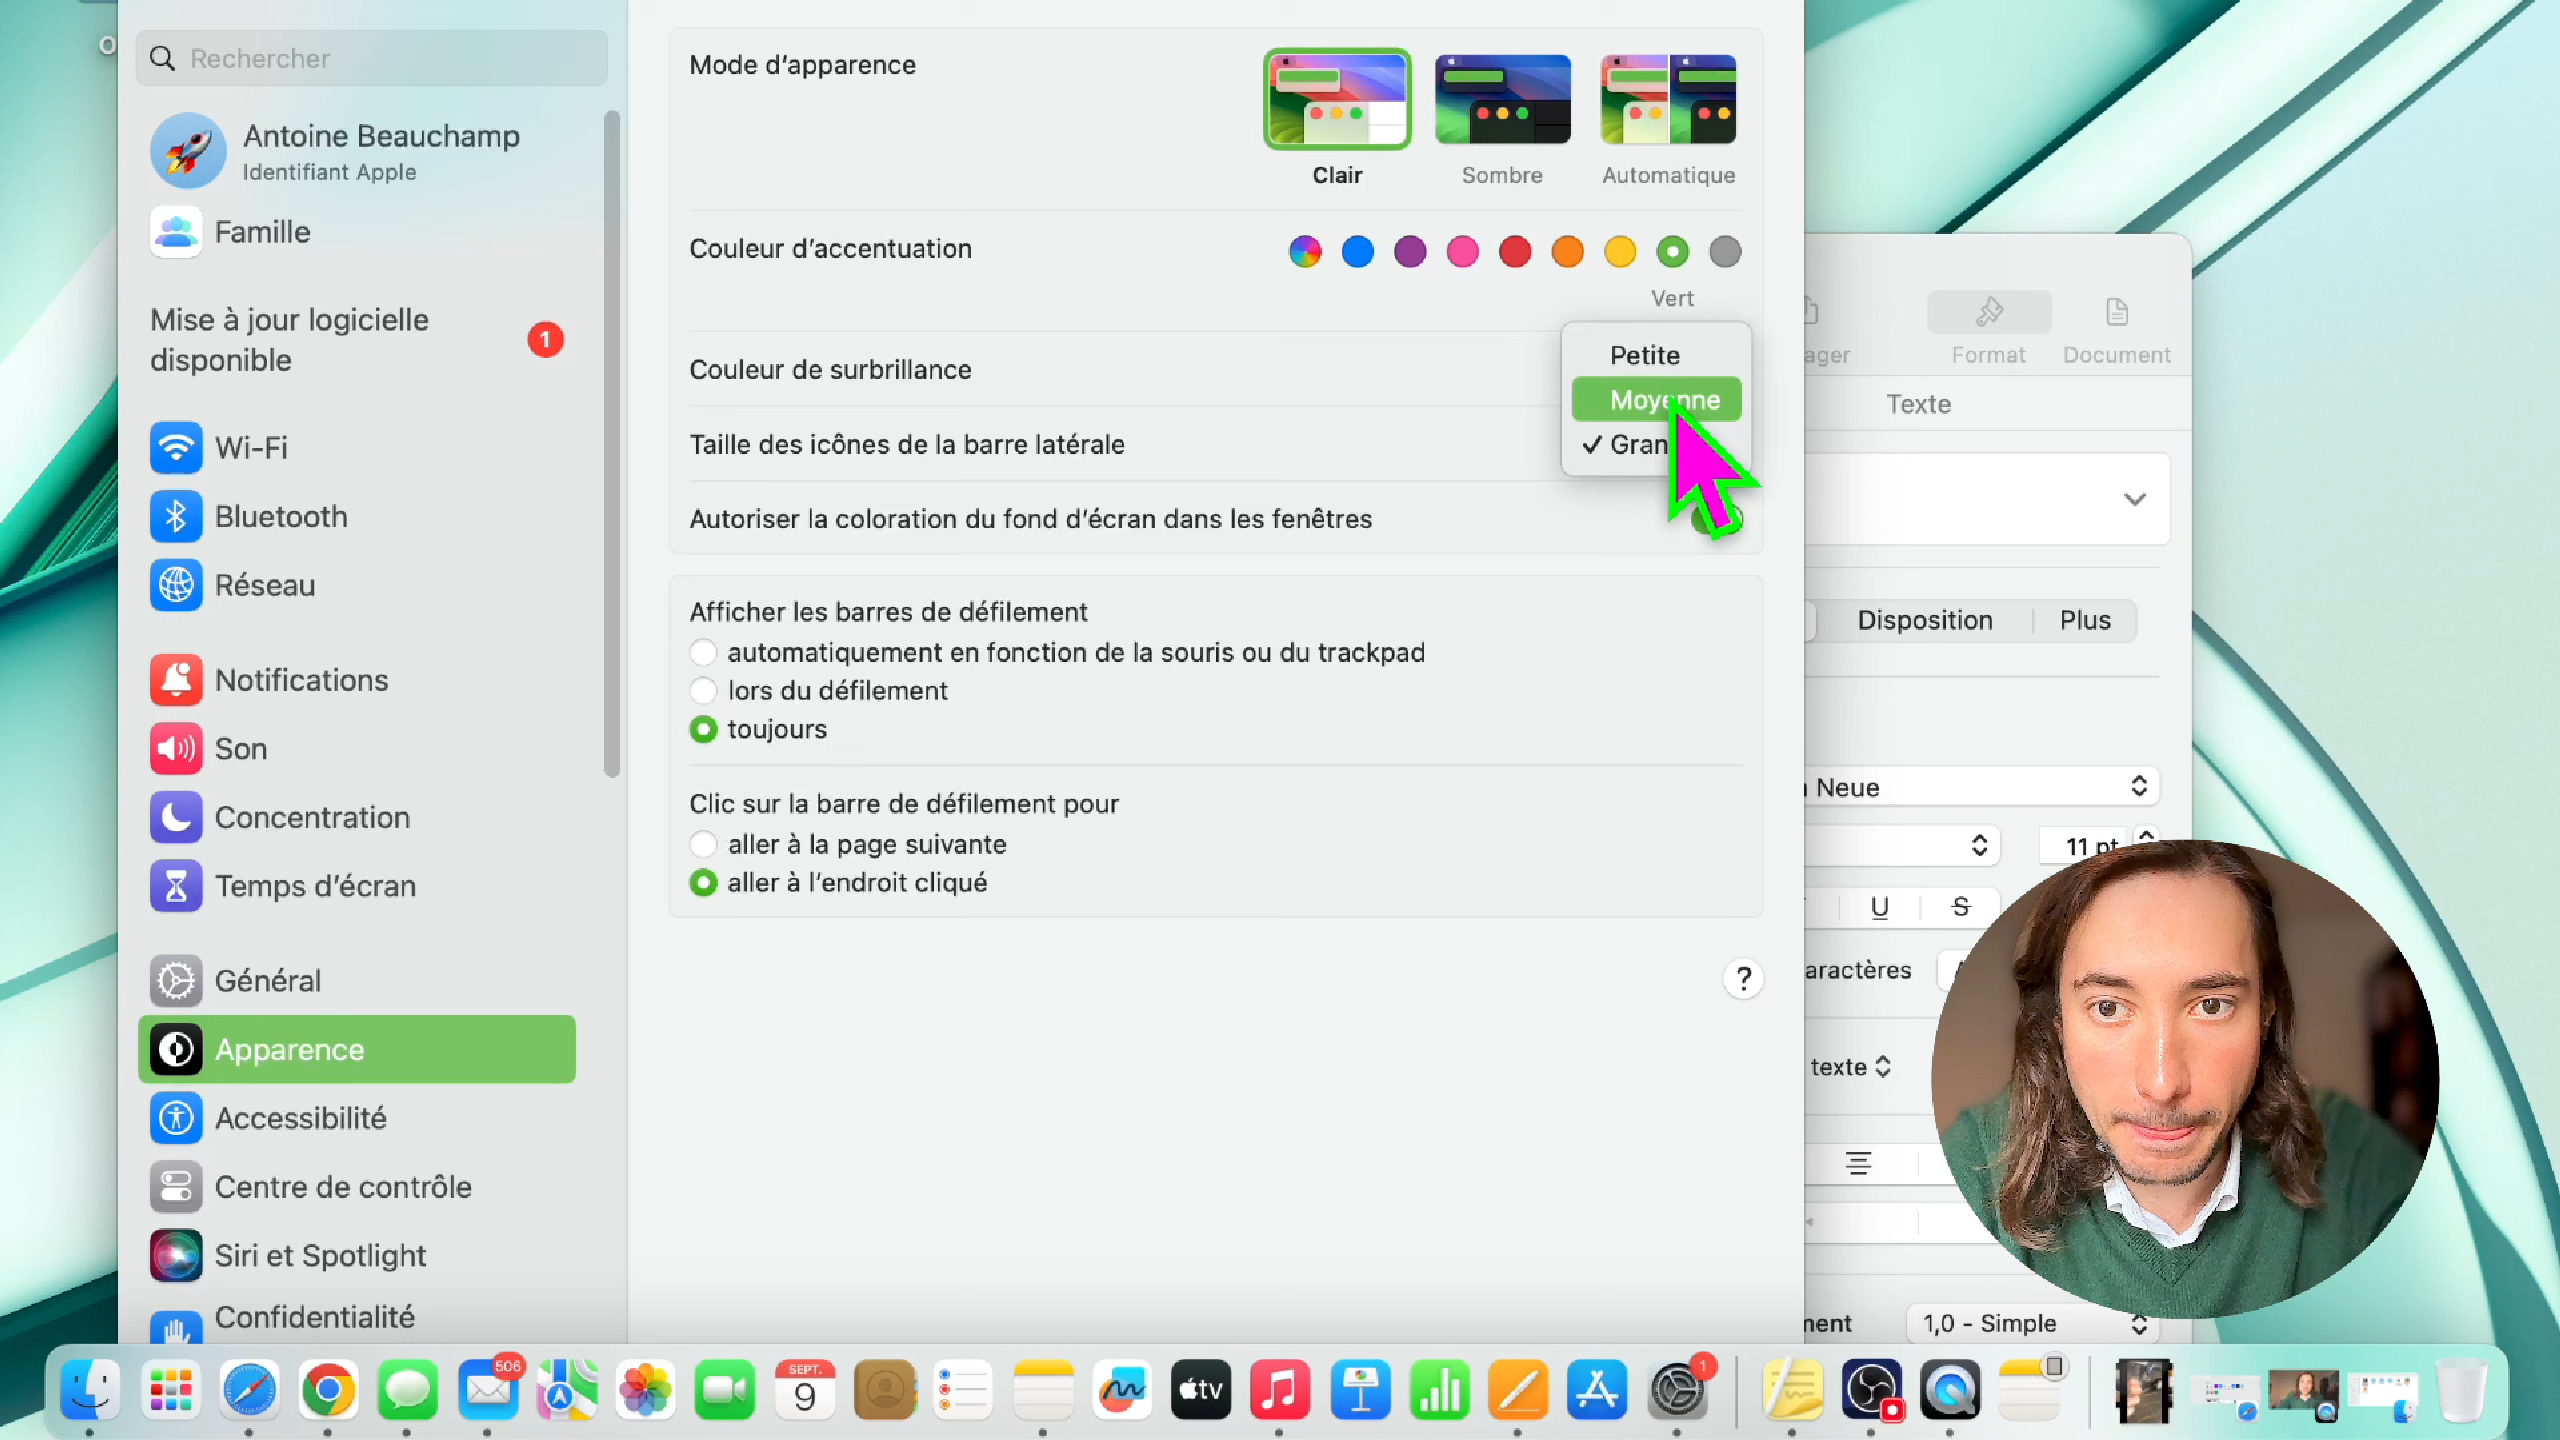 Rechercher
Antoine Beauchamp
Identifiant Apple
Famille
Mise à jour logicielle
disponible
1
Wi-Fi
Bluetooth
Réseau
Notifications
Son
Concentration
Temps d’écran
Général
Apparence
Accessibilité
Centre de contrôle
Siri et Spotlight
Confidentialité
Mode d’apparence
Clair
Sombre
Automatique
Couleur d’accentuation
Vert
Couleur de surbrillance
Petite
Moyenne
Taille des icônes de la barre latérale
✓ Gran
Autoriser la coloration du fond d’écran dans les fenêtres
Afficher les barres de défilement
automatiquement en fonction de la souris ou du trackpad
lors du défilement
toujours
Clic sur la barre de défilement pour
aller à la page suivante
aller à l’endroit cliqué
?
ager
Format
Document
Texte
Disposition
Plus
Neue
11 pt
U
S
aractères
texte
1,0 - Simple
506
SEPT.
9
tv
1